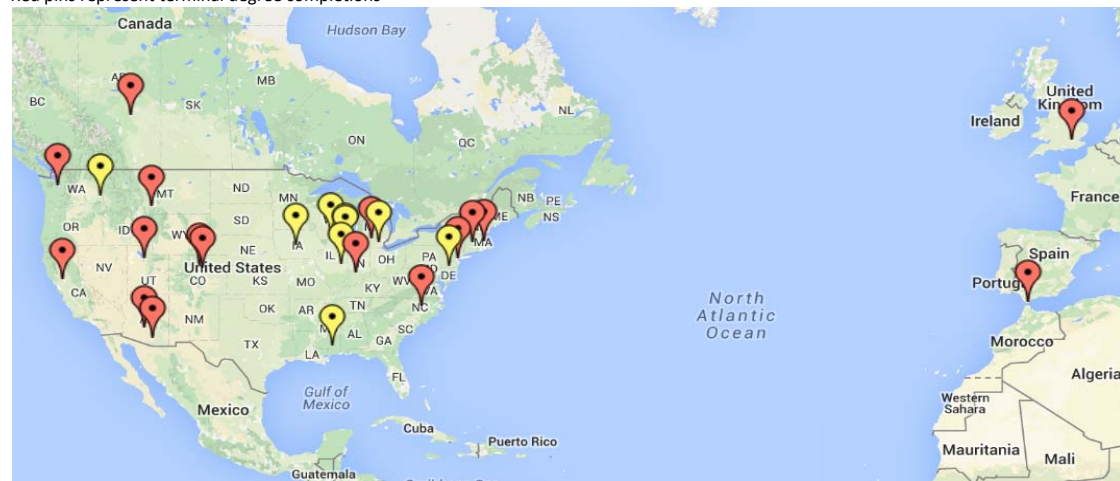 Red pins represent terminal degree completions
Canada
Hudson Bay
BC
MB
SK
United
Kingdom
Ireland
ON
QC
NL
WA
MT
ND
MN
NB
PE
ME
NS
France
OR
ID
SD
MA
WY
NE
IA
IL
OH
PA
DE
Spain
Portug
NV
United States
UT
CO
KS
MO
KY
WV
VA
CA
NC
North
Atlantic
Ocean
OK
AR
TN
NM
SC
AL
GA
Morocco
TX
LA
FL
Algeria
Gulf of
Mexico
Western
Sahara
Mexico
Cuba
Puerto Rico
Mauritania
Mali
Guatemala